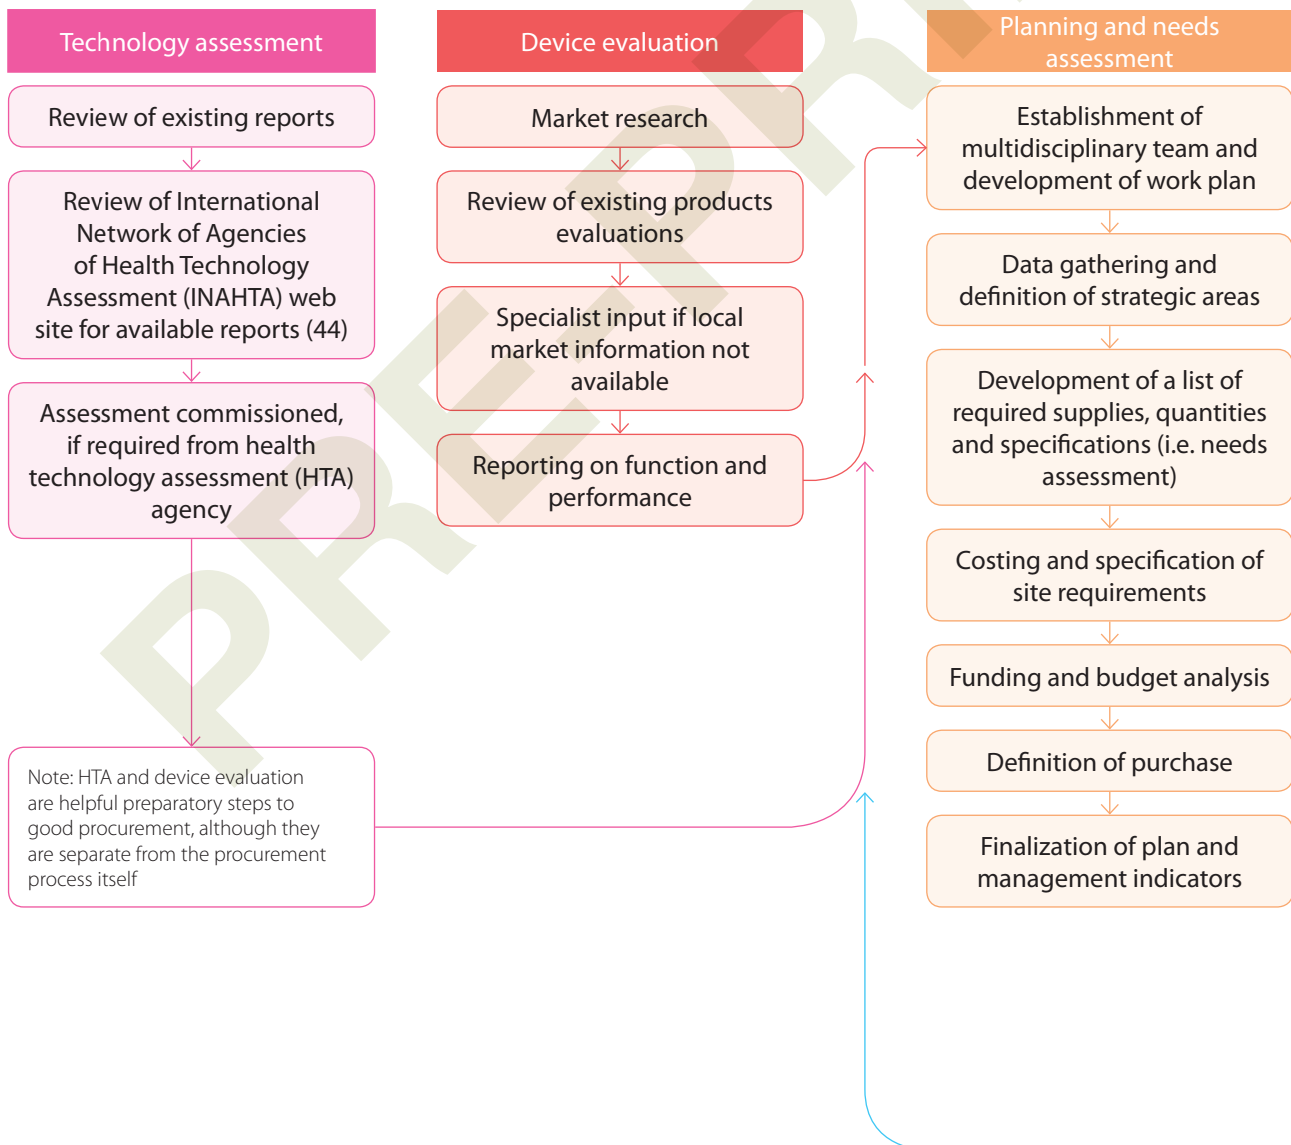 Technology assessment
Review of existing reports
Review of International
Network of Agencies
of Health Technology
Assessment (INAHTA) web
site for available reports (44)
Assessment commissioned,
if required from health
technology assessment (HTA)
agency
Note: HTA and device evaluation
are helpful preparatory steps to
good procurement, although they
are separate from the procurement
process itself
Device evaluation
Market research
Review of existing products
evaluations
Specialist input if local
market information not
available
Reporting on function and
performance
Planning and needs
assessment
Establishment of
multidisciplinary team and
development of work plan
Data gathering and
definition of strategic areas
Development of a list of
required supplies, quantities
and specifications (i.e. needs
assessment)
Costing and specification of
site requirements
Funding and budget analysis
Definition of purchase
Finalization of plan and
management indicators
PRE-PRI